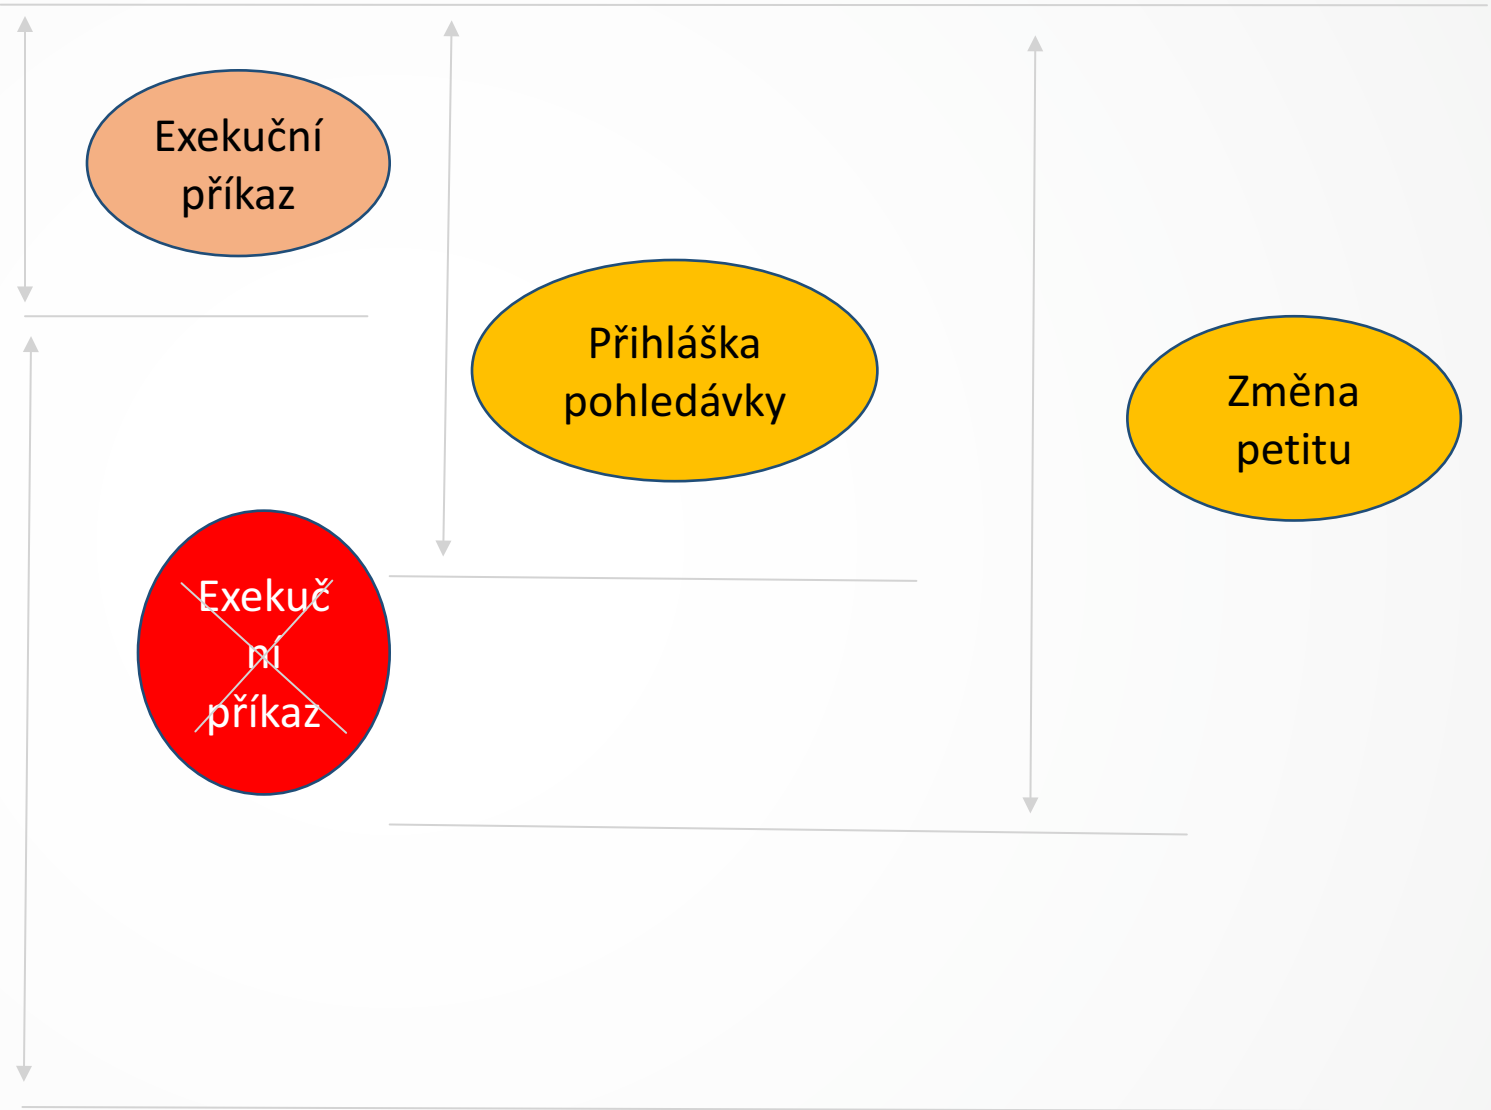 Exekuční
příkaz
Přihláška
pohledávky
Změna
petitu
Exekuč
ní
příkaz